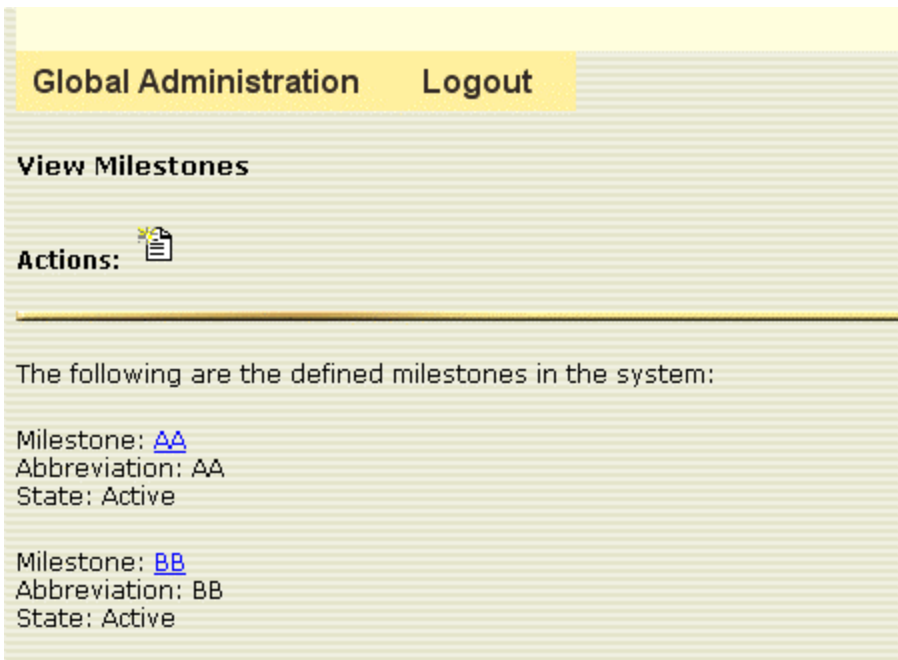 Global Administration Logout
View Milestones
Actions:
The following are the defined milestones in the system:
Milestone: AA
Abbreviation: AA
State: Active
Milestone: BB
Abbreviation: BB
State: Active